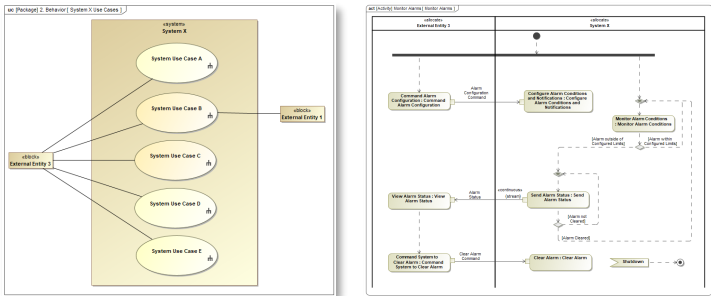 uc [Package] 2. Behavior [ System X Use Cases ]
«system»
System X
System Use Case A
System Use Case B
System Use Case C
System Use Case D
System Use Case E
«block»
External Entity 3
«block»
External Entity 1
act [Activity] Monitor Alarms [ Monitor Alarms ]
«allocate»
External Entity 3
«allocate»
System X
Command Alarm
Configuration : Command
Alarm Configuration
Alarm
Configuration
Command
Configure Alarm Conditions
and Notifications : Configure
Alarm Conditions and
Notifications
Monitor Alarm Conditions
: Monitor Alarm Conditions
[Alarm outside of
Configured Limits]
[Alarm within
Configured Limits]
View Alarm Status : View
Alarm Status
Alarm
Status
«continuous»
{stream}
Send Alarm Status : Send
Alarm Status
[Alarm not
Cleared]
[Alarm Cleared]
Command System to
Clear Alarm : Command
System to Clear Alarm
Clear Alarm
Command
Clear Alarm : Clear Alarm
Shutdown